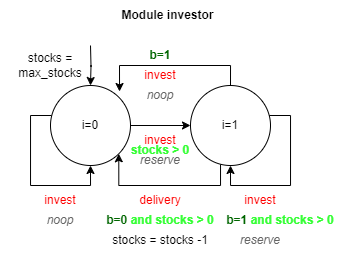 Module investor
stocks =
max_stocks
b=1
invest
noop
i=0
i=1
invest
stocks > 0
reserve
invest
noop
delivery
b=0 and stocks > 0
stocks = stocks -1
invest
b=1 and stocks > 0
reserve